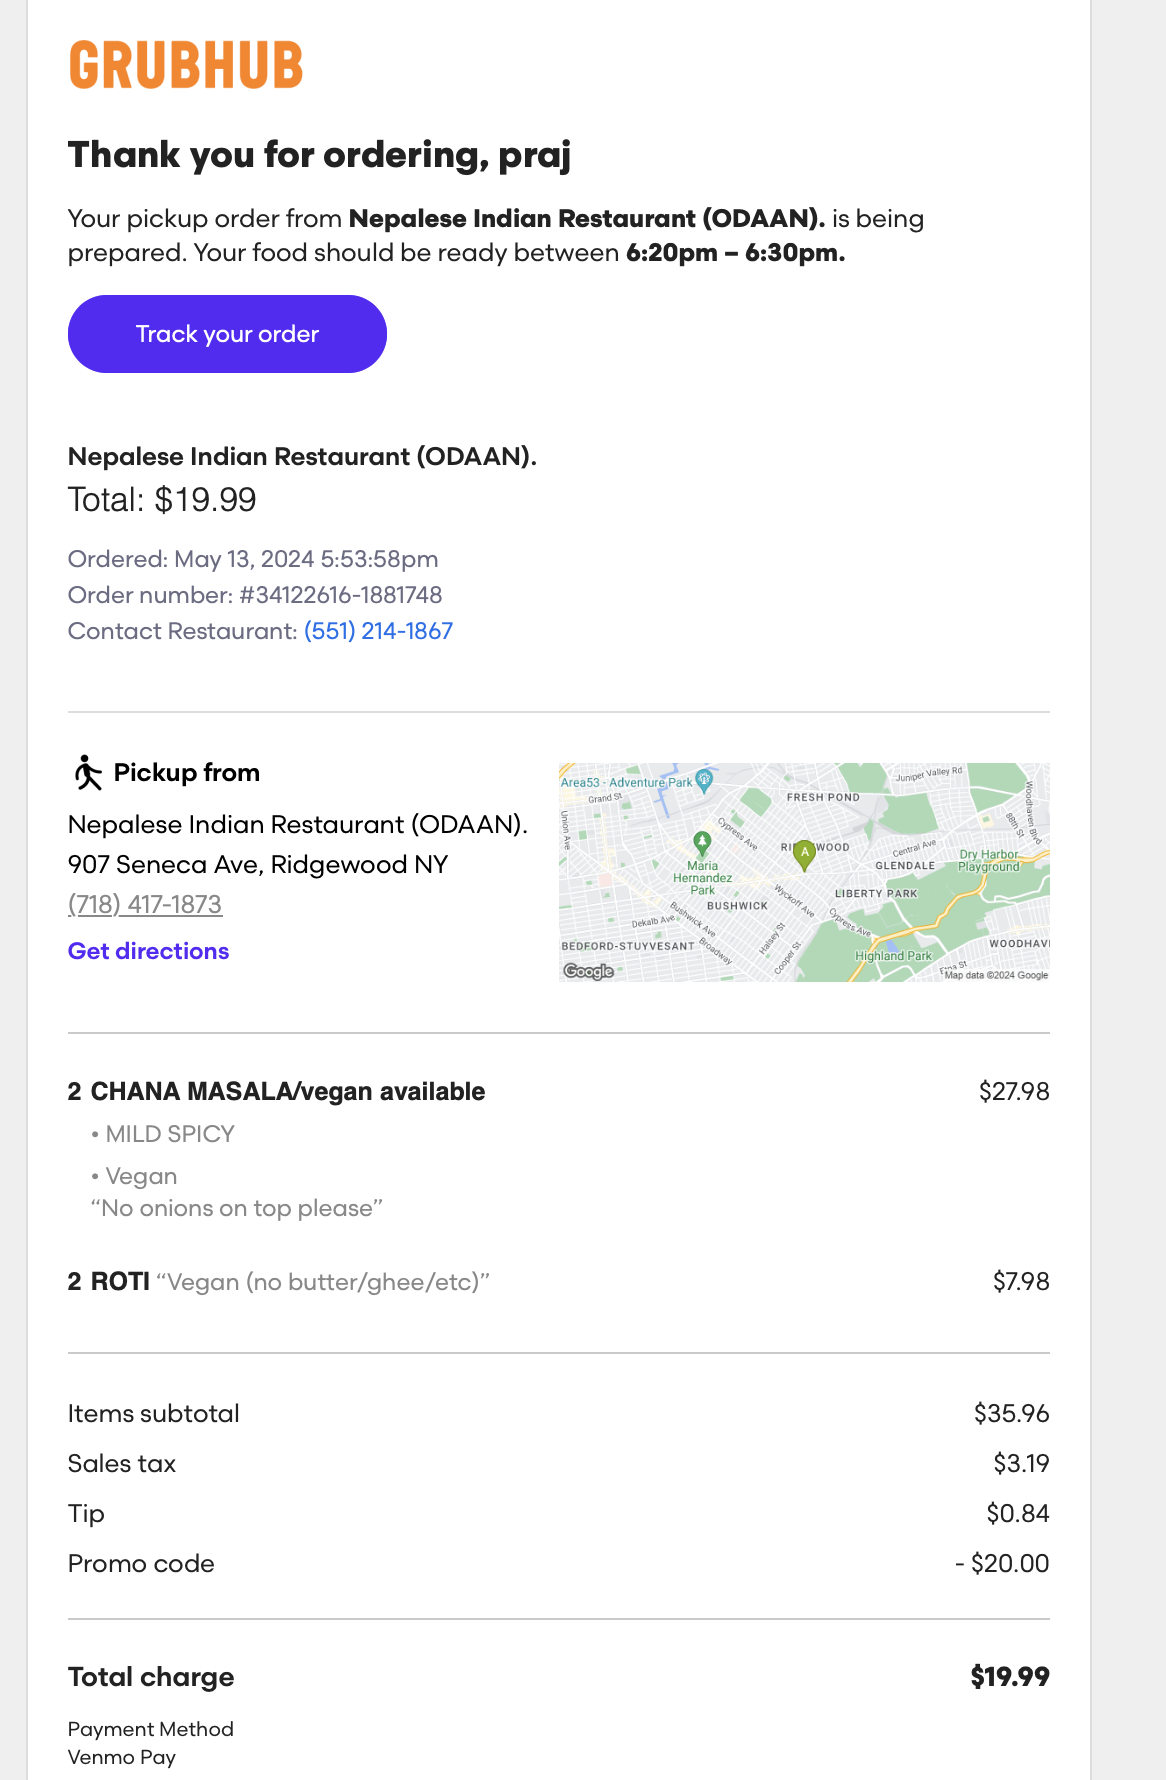 GRUBHUB
Thank you for ordering, praj
Your pickup order from Nepalese Indian Restaurant (ODAAN). is being
prepared. Your food should be ready between 6:20pm – 6:30pm.
Track your order
Nepalese Indian Restaurant (ODAAN).
Total: $19.99
Ordered: May 13, 2024 5:53:58pm
Order number: #34122616-1881748
Contact Restaurant: (551) 214-1867
Pickup from
Nepalese Indian Restaurant (ODAAN).
907 Seneca Ave, Ridgewood NY
(718) 417-1873
Get directions
Area53 - Adventure Park
Grand St
Union Ave
FRESH POND
Juniper Valley Rd
Woodhaven Blvd
88th St
Cypress Ave
Maria
Hernandez
Park
A
Central Ave
GLENDALE
Dry Harbor
Playground
LIBERTY PARK
Wyckoff Ave
BUSHWICK
Bushwick Ave
Dekalb Ave
Broadway
Halsey St
Cooper St
Cypress Ave
BEDFORD-STUYVESANT
Highland Park
WOODHAVI
Google
Map data ©2024 Google
2 CHANA MASALA/vegan available $27.98
• MILD SPICY
• Vegan
“No onions on top please”
2 ROTI “Vegan (no butter/ghee/etc)” $7.98
Items subtotal $35.96
Sales tax $3.19
Tip $0.84
Promo code - $20.00
Total charge $19.99
Payment Method
Venmo Pay